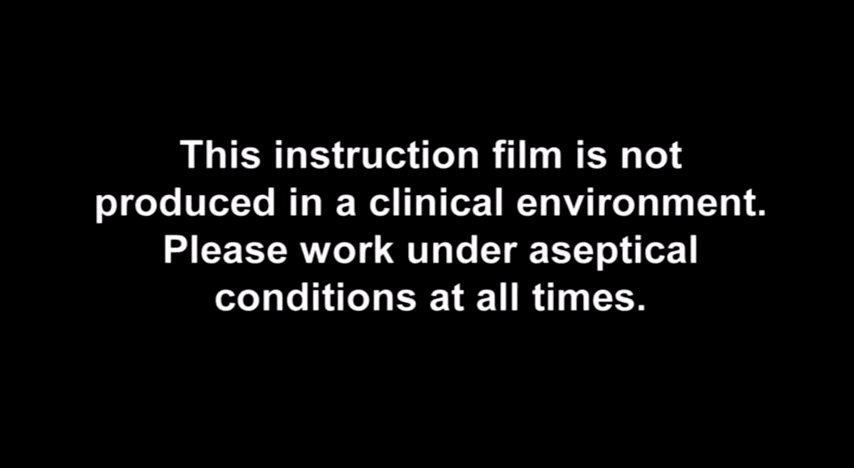 This instruction film is not
produced in a clinical environment.
Please work under aseptical
conditions at all times.